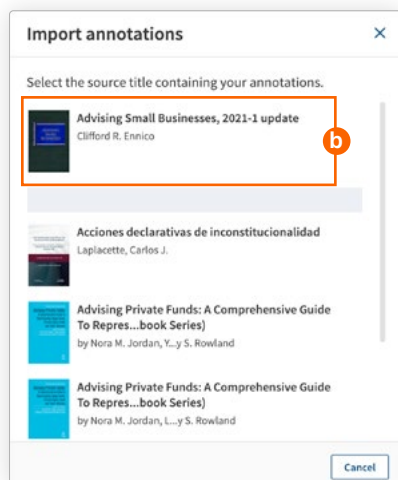 Import annotations
Select the source title containing your annotations.
Advising Small Businesses, 2021-1 update
Clifford R. Ennico
b
Acciones declarativas de inconstitucionalidad
Laplacette, Carlos J.
Advising Private Funds: A Comprehensive Guide
To Repres...book Series)
by Nora M. Jordan, Y...y S. Rowland
Advising Private Funds: A Comprehensive Guide
To Repres...book Series)
by Nora M. Jordan, L...y S. Rowland
Cancel